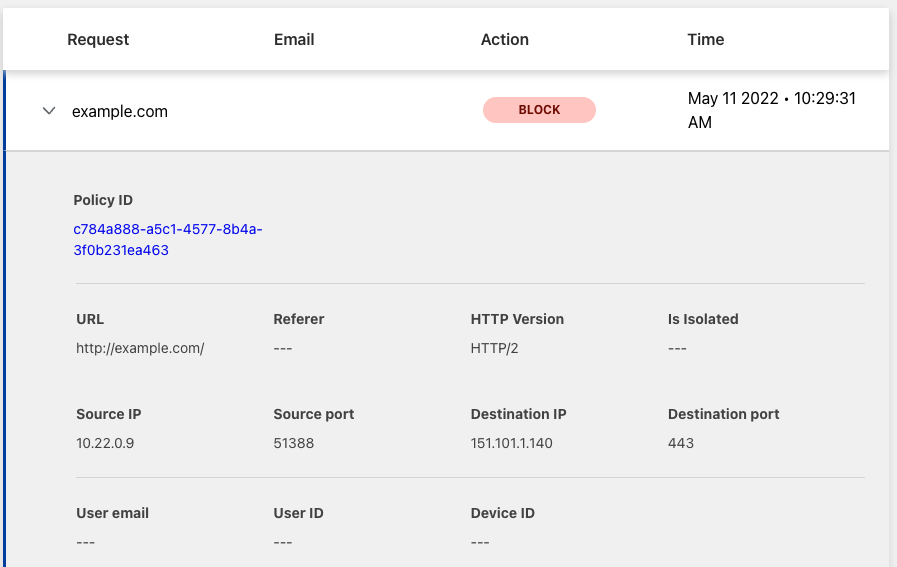 Request Email Action Time
example.com BLOCK May 11 2022 • 10:29:31
AM
Policy ID
c784a888-a5c1-4577-8b4a-
3f0b231ea463
URL Referer HTTP Version Is Isolated
http://example.com/ --- HTTP/2 ---
Source IP Source port Destination IP Destination port
10.22.0.9 51388 151.101.1.140 443
User email User ID Device ID
--- --- ---